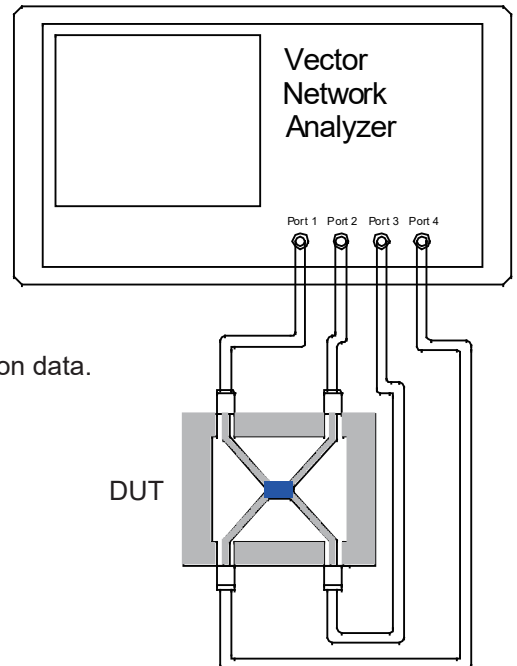 Vector
Network
Analyzer
Port 1 Port 2 Port 3 Port 4
on data.
DUT